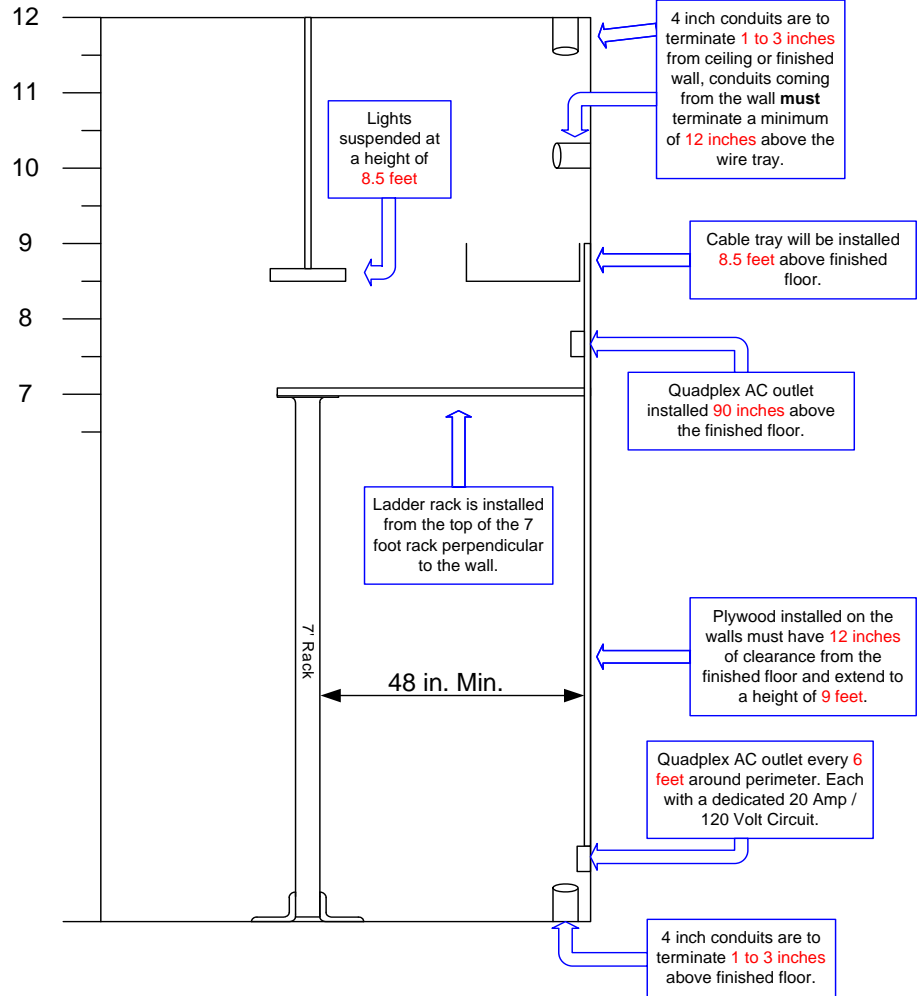 12
11
10
9
8
7
4 inch conduits are to
terminate 1 to 3 inches
from ceiling or finished
wall, conduits coming
from the wall must
terminate a minimum
of 12 inches above the
wire tray.
Lights
suspended at
a height of
8.5 feet
Cable tray will be installed
8.5 feet above finished
floor.
Quadplex AC outlet
installed 90 inches above
the finished floor.
Ladder rack is installed
from the top of the 7
foot rack perpendicular
to the wall.
7' Rack
48 in. Min.
Plywood installed on the
walls must have 12 inches
of clearance from the
finished floor and extend to
a height of 9 feet.
Quadplex AC outlet every 6
feet around perimeter. Each
with a dedicated 20 Amp /
120 Volt Circuit.
4 inch conduits are to
terminate 1 to 3 inches
above finished floor.